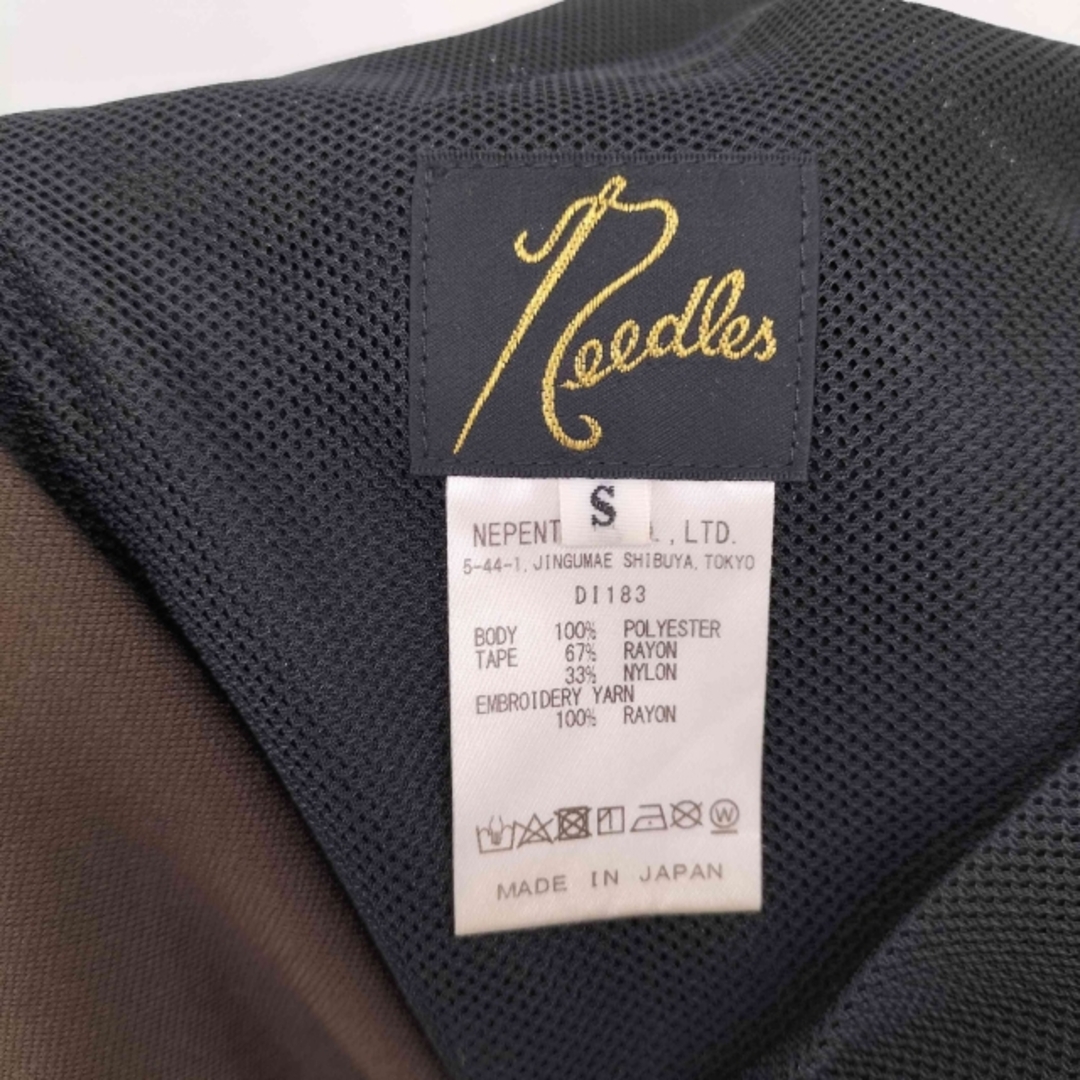 Needles
S
NEPENT , LTD.
5-44-1, JINGUMAE SHIBUYA, TOKYO
DI183
BODY 100% POLYESTER
TAPE 67% RAYON
33% NYLON
EMBROIDERY YARN
100% RAYON
W
MADE IN JAPAN